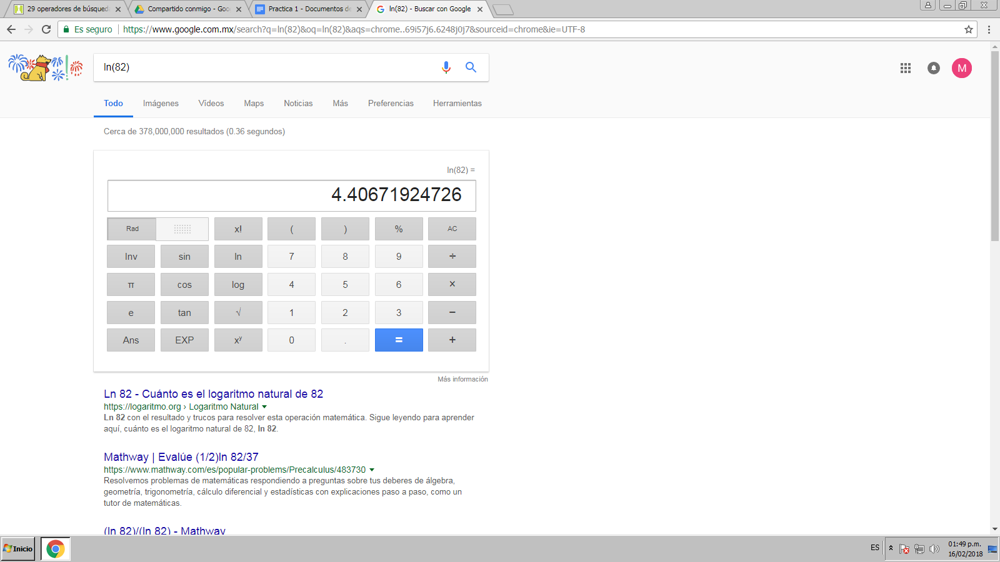 29 operadores de búsqued
Compartido conmigo - Goo
Practica 1 - Documentos de
ln(82) - Buscar con Google
Es seguro
https://www.google.com.mx/search?q=ln(82)&oq=ln(82)&aqs=chrome..69i57j6.6248j0j7&sourceid=chrome&ie=UTF-8
ln(82)
M
Todo
Imágenes
Vídeos
Maps
Noticias
Más
Preferencias
Herramientas
Cerca de 378,000,000 resultados (0.36 segundos)
ln(82) =
4.40671924726
Rad x! ( ) % AC
Inv sin ln 7 8 9 ÷
π cos log 4 5 6 ×
e tan √ 1 2 3 −
Ans EXP xʸ 0 . = +
Más información
Ln 82 - Cuánto es el logaritmo natural de 82
https://logaritmo.org › Logaritmo Natural
Ln 82 con el resultado y trucos para resolver esta operación matemática. Sigue leyendo para aprender
aquí, cuánto es el logaritmo natural de 82, ln 82.
Mathway | Evalúe (1/2)ln 82/37
https://www.mathway.com/es/popular-problems/Precalculus/483730
Resolvemos problemas de matemáticas respondiendo a preguntas sobre tus deberes de álgebra,
geometría, trigonometría, cálculo diferencial y estadísticas con explicaciones paso a paso, como un
tutor de matemáticas.
(ln 82)/(ln 82) - Mathway
Inicio
ES
01:49 p.m.
16/02/2018